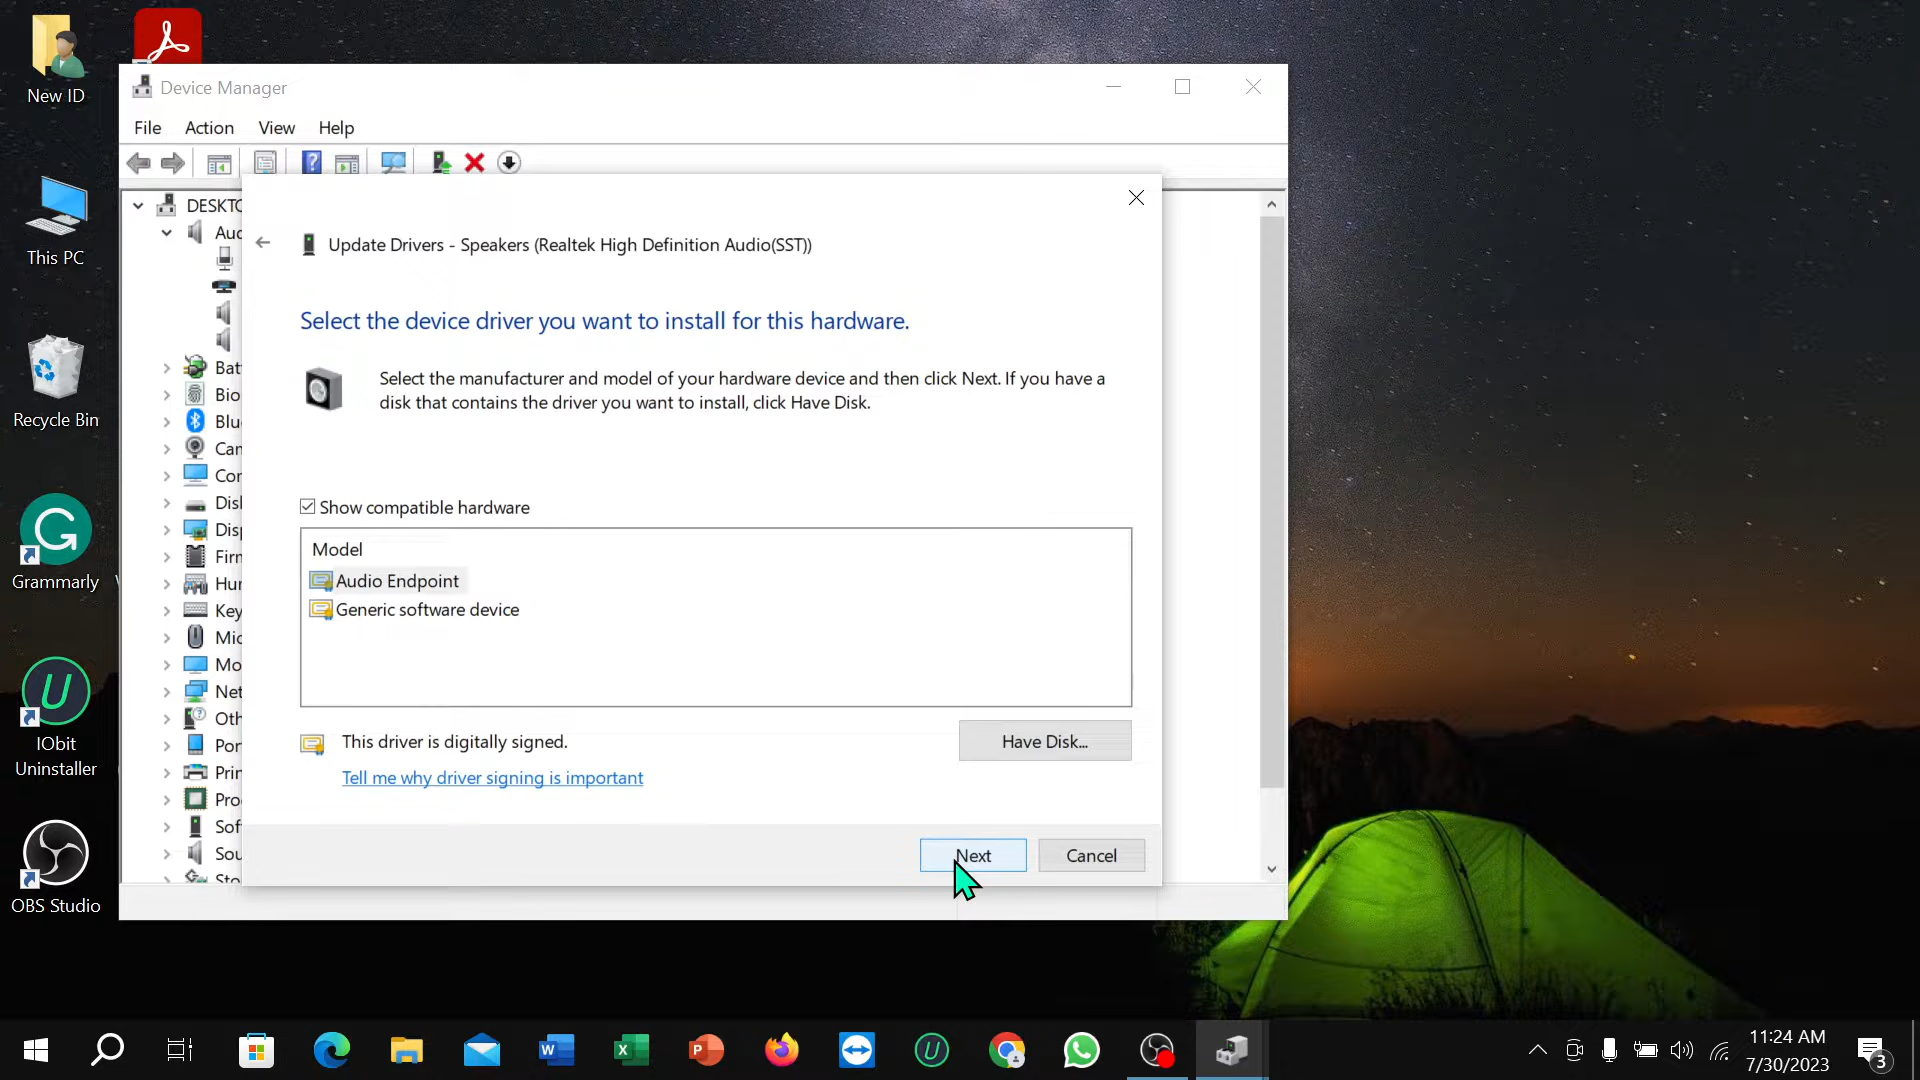 New ID
This PC
Recycle Bin
Grammarly
IObit
Uninstaller
OBS Studio
Device Manager
File Action View Help
DESKTO
Aud
Bat
Bio
Blu
Can
Cor
Dis
Disp
Firn
Hur
Key
Mic
Mo
Net
Oth
Por
Prir
Pro
Sof
Sou
Sto
Update Drivers - Speakers (Realtek High Definition Audio(SST))
Select the device driver you want to install for this hardware.
Select the manufacturer and model of your hardware device and then click Next. If you have a
disk that contains the driver you want to install, click Have Disk.
Show compatible hardware
Model
Audio Endpoint
Generic software device
This driver is digitally signed.
Have Disk...
Tell me why driver signing is important
Next
Cancel
11:24 AM
7/30/2023
3